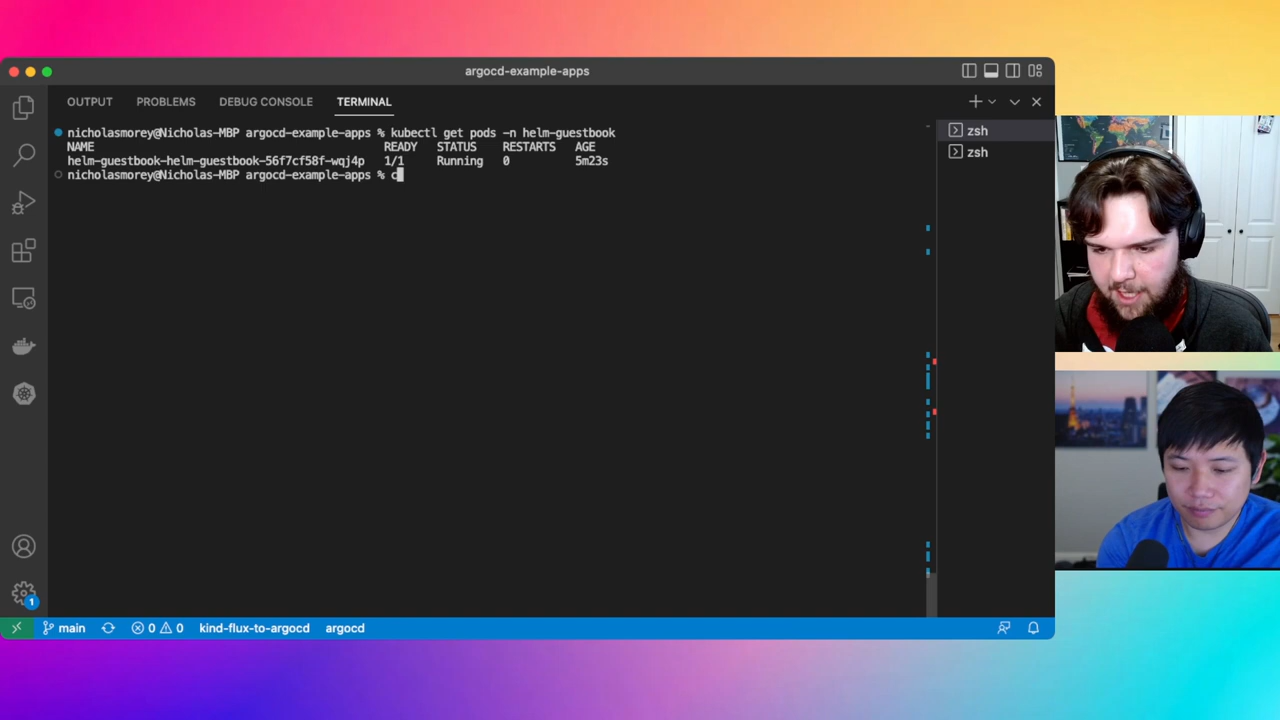 argocd-example-apps
OUTPUT PROBLEMS DEBUG CONSOLE TERMINAL
nicholasmorey@Nicholas-MBP argocd-example-apps % kubectl get pods -n helm-guestbook
NAME READY STATUS RESTARTS AGE
helm-guestbook-helm-guestbook-56f7cf58f-wqj4p 1/1 Running 0 5m23s
nicholasmorey@Nicholas-MBP argocd-example-apps % c
zsh
zsh
1
main 0 0 kind-flux-to-argocd argocd